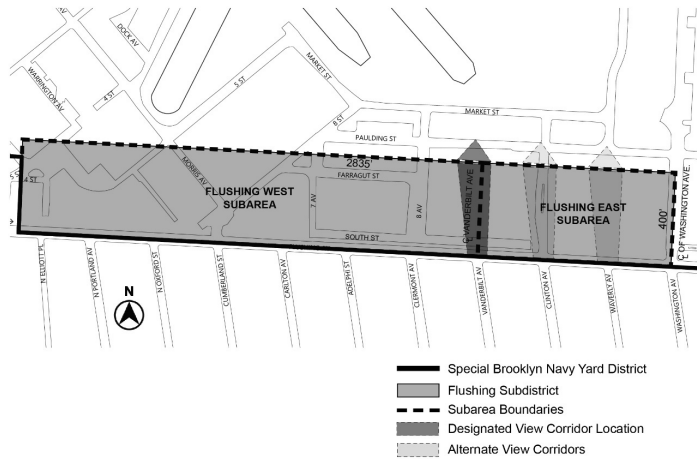 DOCK AV
WARRINGTON AV
4 ST
5 ST
MARKET ST
6 ST
MARKET ST
PAULDING ST
2835'
FARRAGUT ST
4 ST
MORRIS AV
FLUSHING WEST
SUBAREA
7 AV
8 AV
℄ VANDERBILT AVE.
FLUSHING EAST
SUBAREA
400'
℄ OF WASHINGTON AVE.
SOUTH ST
N ELLIOTT PL
N PORTLAND AV
N OXFORD ST
CUMBERLAND ST
CARLTON AV
ADELPHI ST
CLERMONT AV
VANDERBILT AV
CLINTON AV
WAVERLY AV
WASHINGTON AV
N
Special Brooklyn Navy Yard District
Flushing Subdistrict
Subarea Boundaries
Designated View Corridor Location
Alternate View Corridors